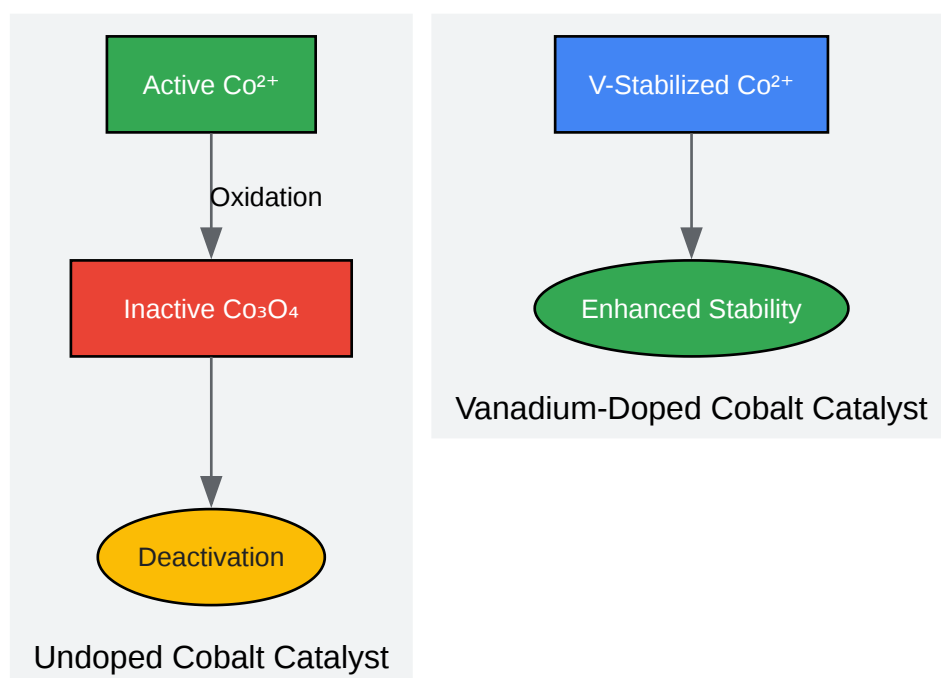 Active Co²⁺
Oxidation
Inactive Co₃O₄
Deactivation
Undoped Cobalt Catalyst
V-Stabilized Co²⁺
Enhanced Stability
Vanadium-Doped Cobalt Catalyst